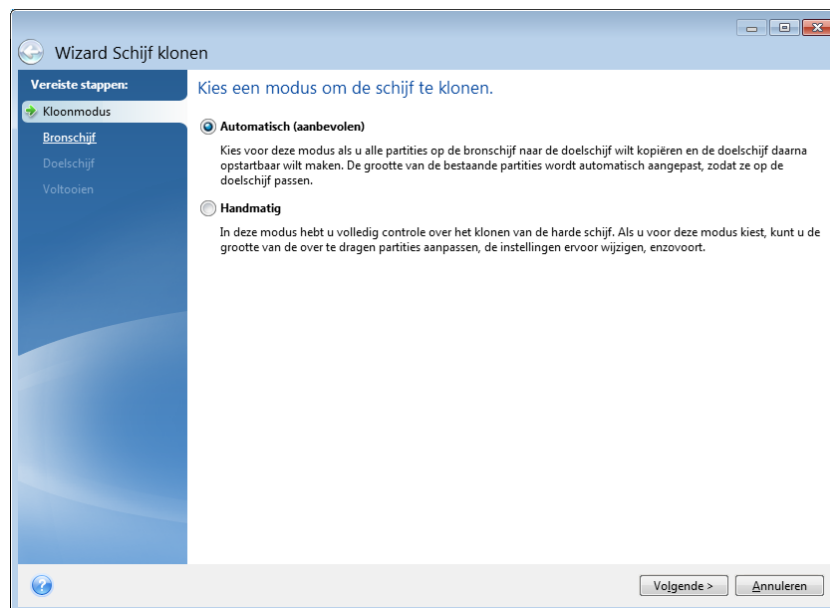 Wizard Schijf klonen
Vereiste stappen:
Kloonmodus
Bronschijf
Doelschijf
Voltooien
Kies een modus om de schijf te klonen.
Automatisch (aanbevolen)
Kies voor deze modus als u alle partities op de bronschijf naar de doelschijf wilt kopiëren en de doelschijf daarna
opstartbaar wilt maken. De grootte van de bestaande partities wordt automatisch aangepast, zodat ze op de
doelschijf passen.
Handmatig
In deze modus hebt u volledig controle over het klonen van de harde schijf. Als u voor deze modus kiest, kunt u de
grootte van de over te dragen partities aanpassen, de instellingen ervoor wijzigen, enzovoort.
Volgende >
Annuleren